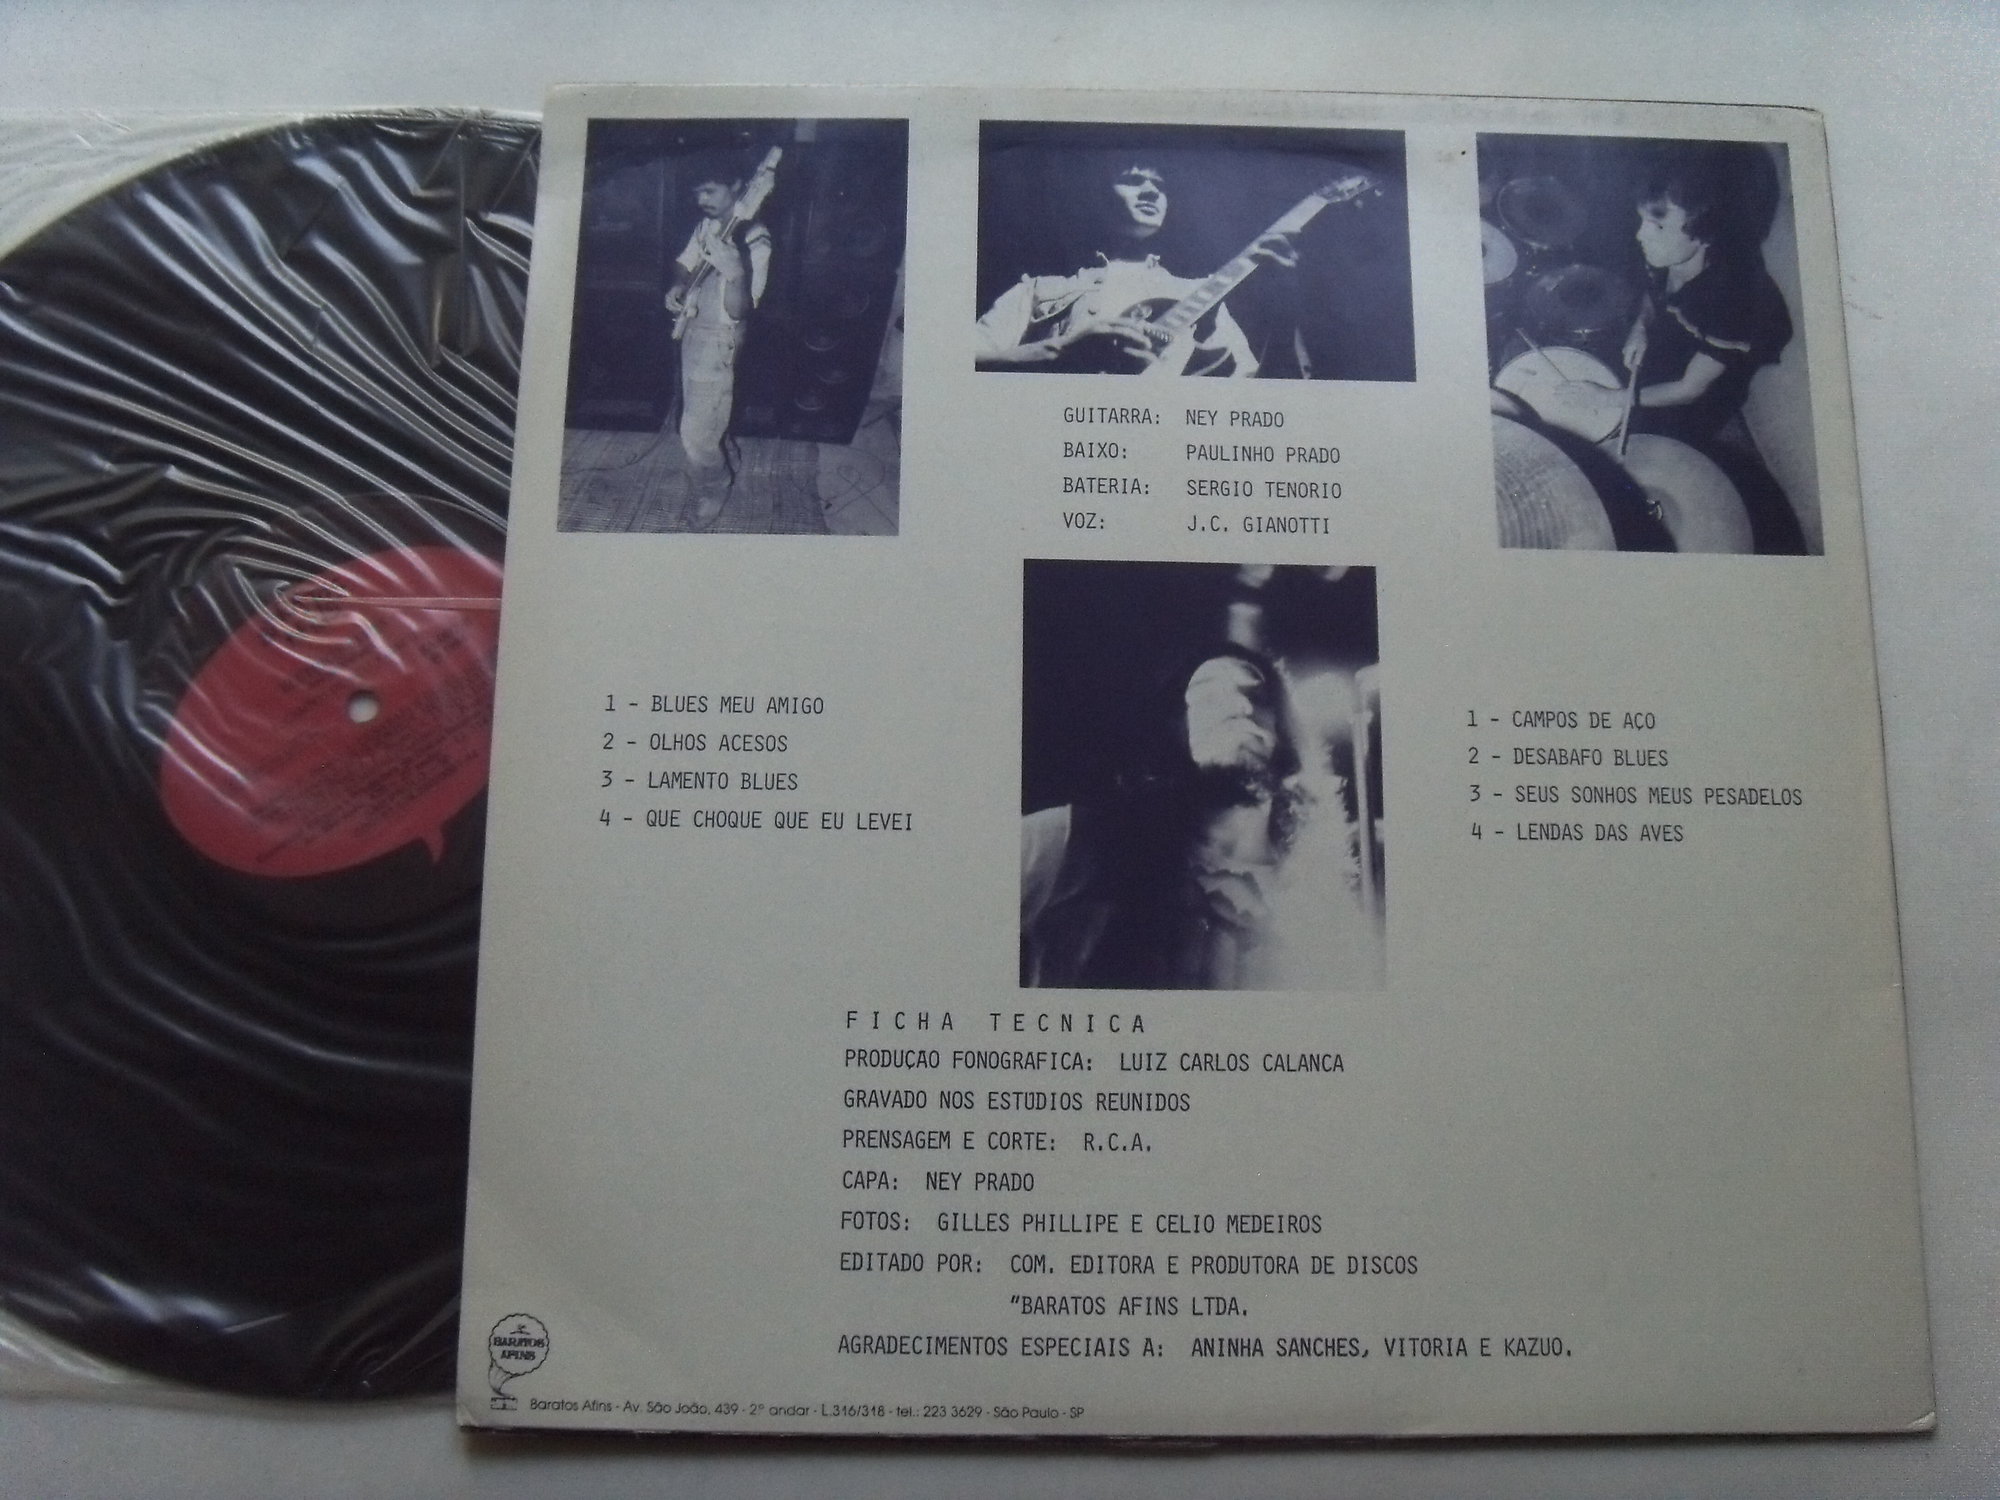 GUITARRA: NEY PRADO
BAIXO: PAULINHO PRADO
BATERIA: SERGIO TENORIO
VOZ: J.C. GIANOTTI
1 - BLUES MEU AMIGO
2 - OLHOS ACESOS
3 - LAMENTO BLUES
4 - QUE CHOQUE QUE EU LEVEI
1 - CAMPOS DE AÇO
2 - DESABAFO BLUES
3 - SEUS SONHOS MEUS PESADELOS
4 - LENDAS DAS AVES
FICHA TECNICA
PRODUÇAO FONOGRAFICA: LUIZ CARLOS CALANCA
GRAVADO NOS ESTUDIOS REUNIDOS
PRENSAGEM E CORTE: R.C.A.
CAPA: NEY PRADO
FOTOS: GILLES PHILLIPE E CELIO MEDEIROS
EDITADO POR: COM. EDITORA E PRODUTORA DE DISCOS
"BARATOS AFINS LTDA.
AGRADECIMENTOS ESPECIAIS A: ANINHA SANCHES, VITORIA E KAZUO.
BARATOS
AFINS
Baratos Afins - Av. São João, 439 - 2º andar - L.316/318 - tel.: 223 3629 - São Paulo - SP